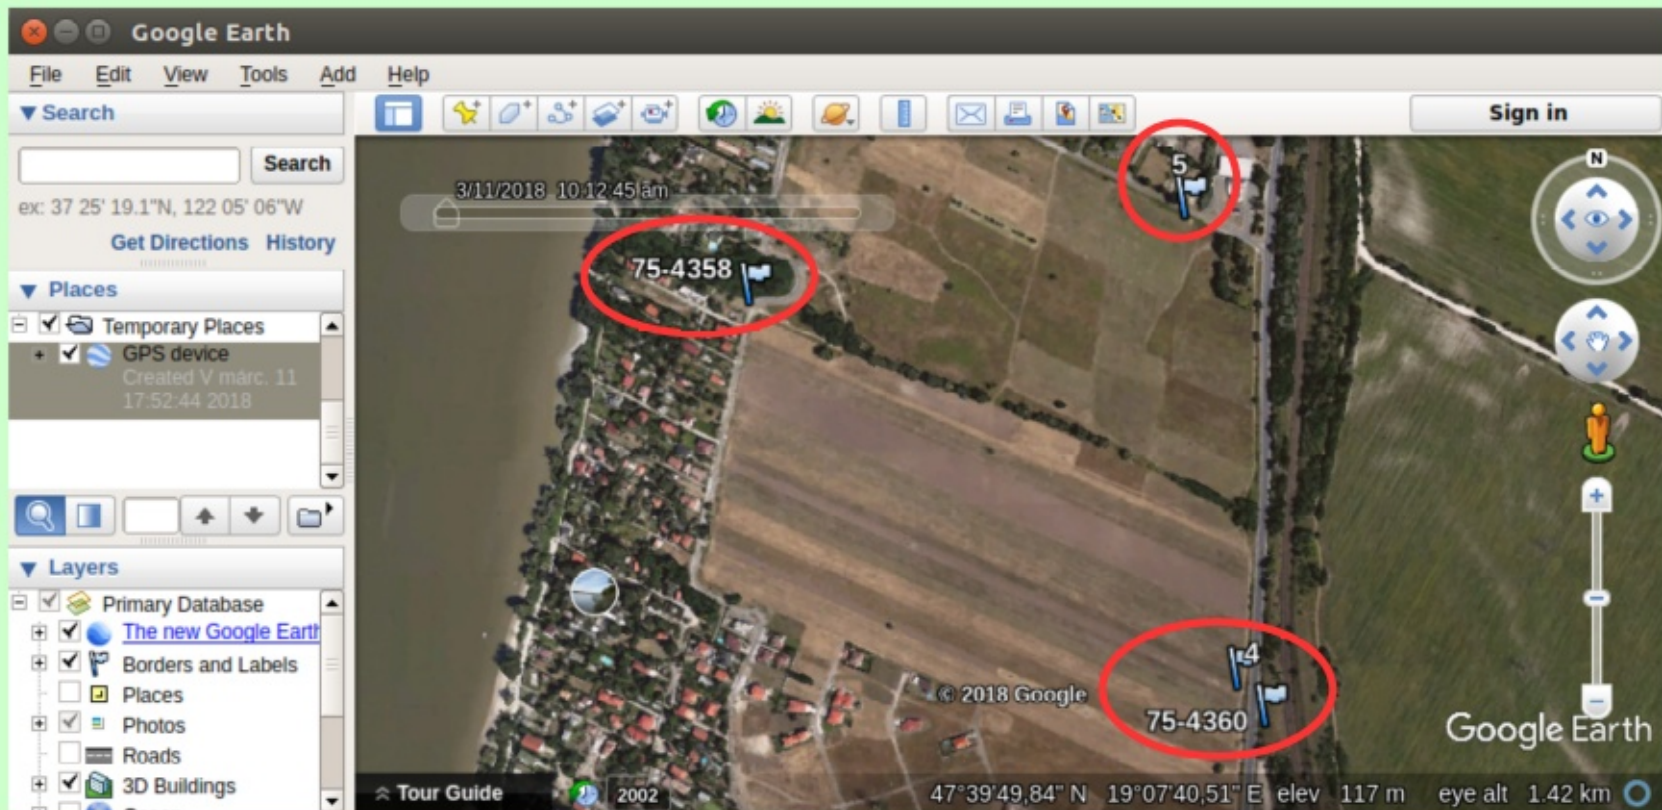 Google Earth
File Edit View Tools Add Help
Search
Sign in
Search
ex: 37 25' 19.1"N, 122 05' 06"W
Get Directions History
Places
Temporary Places
GPS device
Created V márc. 11
17:52:44 2018
Layers
Primary Database
The new Google Earth
Borders and Labels
Places
Photos
Roads
3D Buildings
3/11/2018 10:12:45 am
N
5
75-4358
4
75-4360
© 2018 Google
Google Earth
Tour Guide
2002
47°39'49,84" N 19°07'40,51" E elev 117 m eye alt 1.42 km